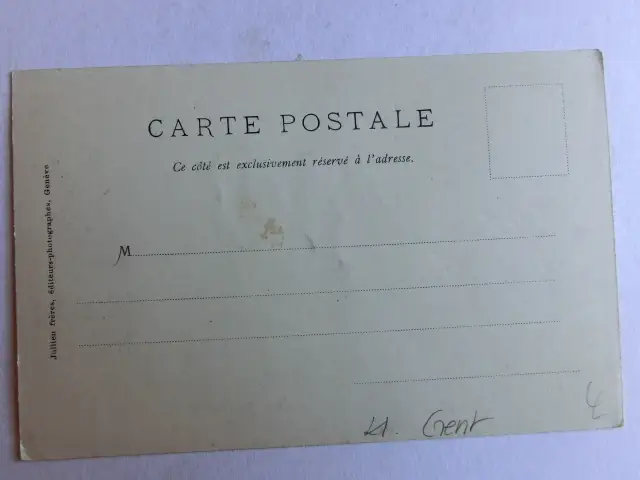 CARTE POSTALE
Ce côté est exclusivement réservé à l'adresse.
M
Jullien frères, éditeurs-photographes, Genève
Gent